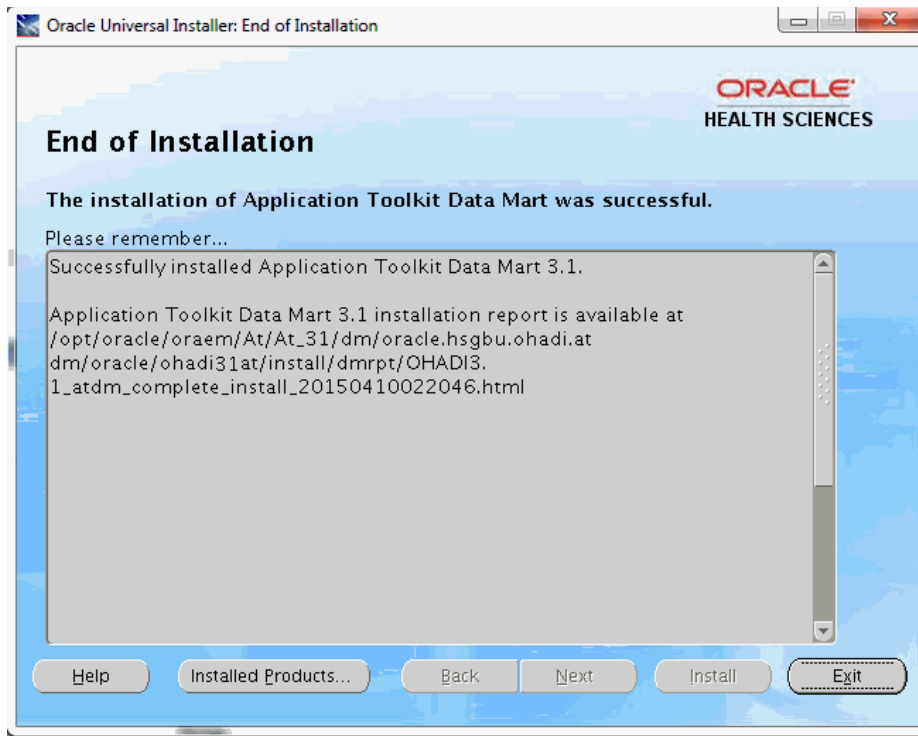 Oracle Universal Installer: End of Installation
ORACLE
HEALTH SCIENCES
End of Installation
The installation of Application Toolkit Data Mart was successful.
Please remember...
Successfully installed Application Toolkit Data Mart 3.1.
Application Toolkit Data Mart 3.1 installation report is available at
/opt/oracle/oraem/At/At_31/dm/oracle.hsgbu.ohadi.at
dm/oracle/ohadi31at/install/dmrpt/OHADI3.
1_atdm_complete_install_20150410022046.html
Help
Installed Products...
Back
Next
Install
Exit